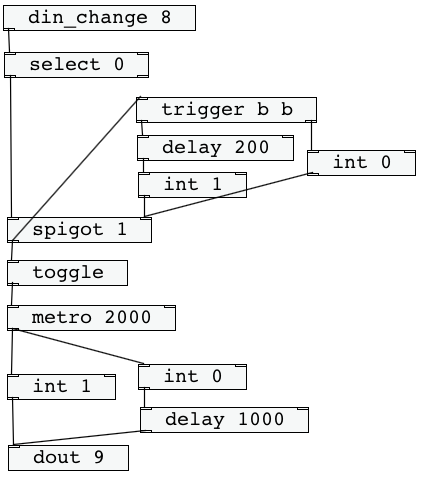 din_change 8
select 0
trigger b b
delay 200
int 0
int 1
spigot 1
toggle
metro 2000
int 0
int 1
delay 1000
dout 9